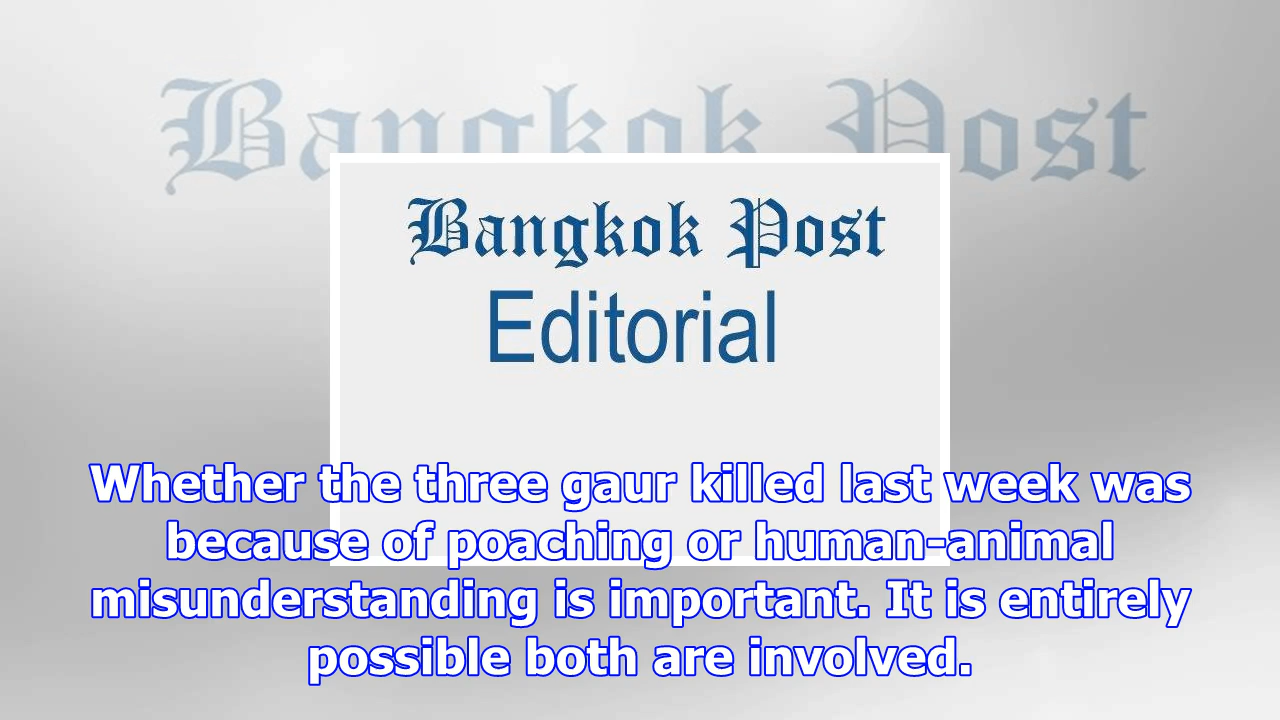 Bangkok Post
Bangkok Post
Editorial
Whether the three gaur killed last week was
because of poaching or human-animal
misunderstanding is important. It is entirely
possible both are involved.